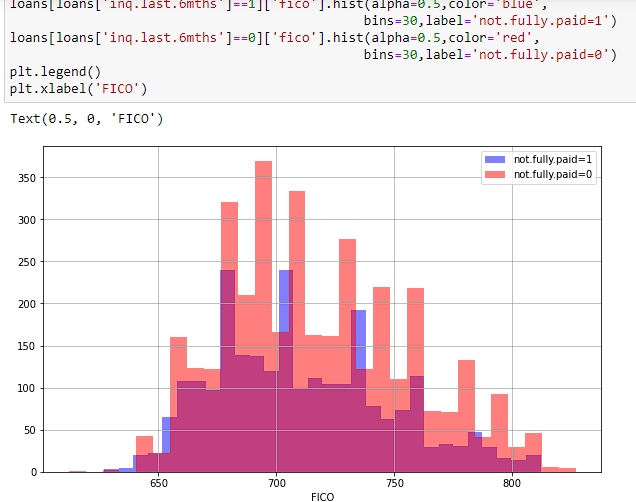 loans[loans['inq.last.6mths']==1]['fico'].hist(alpha=0.5,color='blue',
bins=30,label='not.fully.paid=1')
loans[loans['inq.last.6mths']==0]['fico'].hist(alpha=0.5,color='red',
bins=30,label='not.fully.paid=0')
plt.legend()
plt.xlabel('FICO')
Text(0.5, 0, 'FICO')
not.fully.paid=1
not.fully.paid=0
350
300
250
200
150
100
50
0
650
700
750
800
FICO